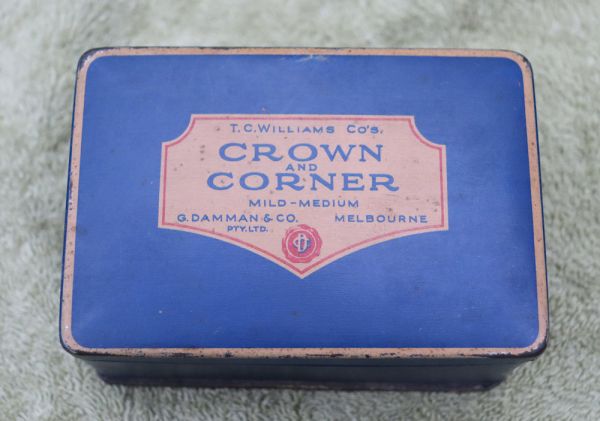 T.C.WILLIAMS CO'S.
CROWN
AND
CORNER
MILD-MEDIUM
G.DAMMAN & CO. MELBOURNE
PTY. LTD.